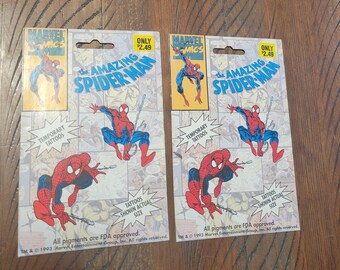 MARVEL
COMICS
ONLY
$2.49
the AMAZING
SPIDER-MAN
TEMPORARY
TATTOOS
TATTOOS
SHOWN ACTUAL
SIZE
All pigments are FDA approved.
MARVEL
COMICS
ONLY
$2.49
the AMAZING
SPIDER-MAN
TEMPORARY
TATTOOS
TATTOOS
SHOWN ACTUAL
SIZE
All pigments are FDA approved.